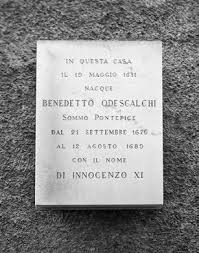 IN QUESTA CASA
IL 19 MAGGIO 1611
NACQUE
BENEDETTO ODESCALCHI
SOMMO PONTEFICE
DAL 21 SETTEMBRE 1676
AL 12 AGOSTO 1689
CON IL NOME
DI INNOCENZO XI